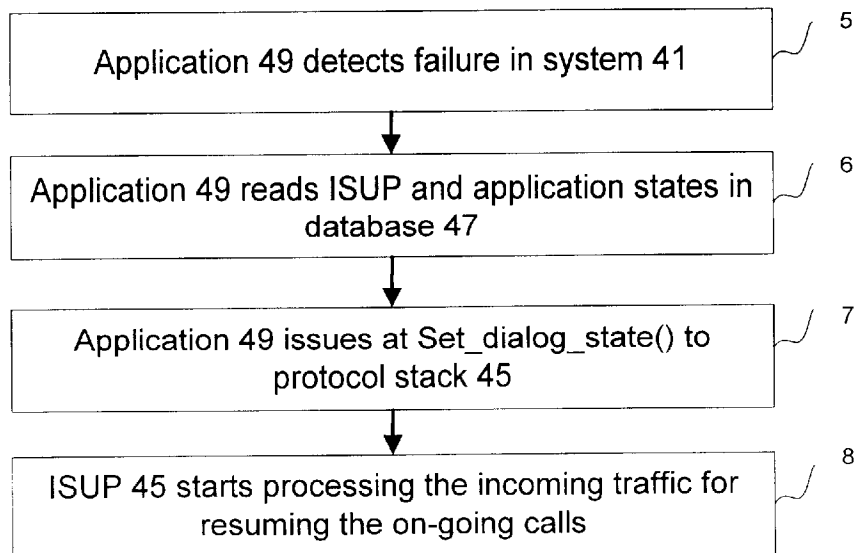 Application 49 detects failure in system 41
5
Application 49 reads ISUP and application states in
database 47
6
Application 49 issues at Set_dialog_state() to
protocol stack 45
7
ISUP 45 starts processing the incoming traffic for
resuming the on-going calls
8